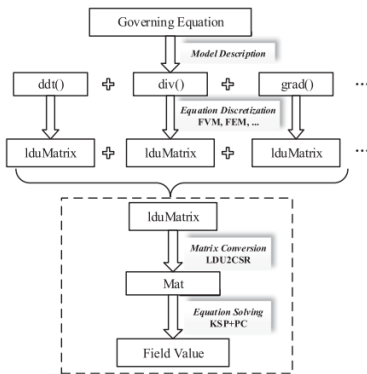 Governing Equation
Model Description
ddt() + div() + grad() ...
Equation Discretization
FVM, FEM, ...
lduMatrix + lduMatrix + lduMatrix ...
lduMatrix
Matrix Conversion
LDU2CSR
Mat
Equation Solving
KSP+PC
Field Value